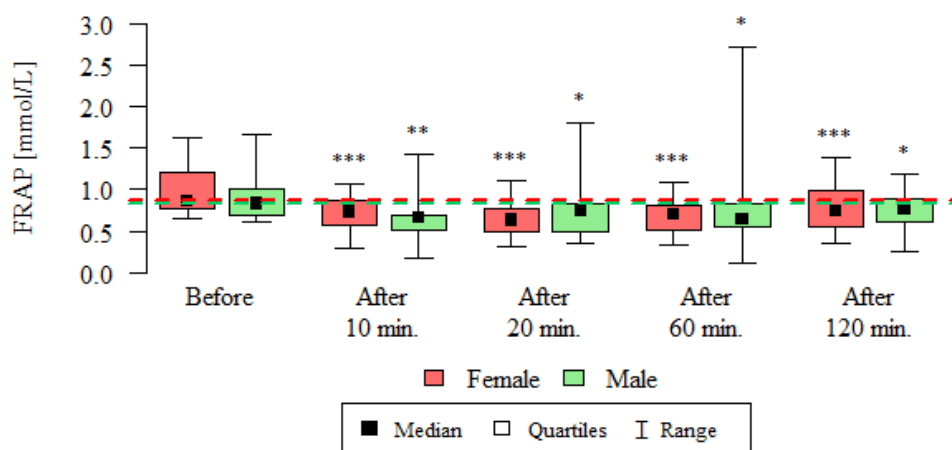 FRAP [mmol/L]
3.0
2.5
2.0
1.5
1.0
0.5
0.0
***
**
***
*
***
*
***
*
Before
After
10 min.
After
20 min.
After
60 min.
After
120 min.
Female
Male
Median
Quartiles
Range